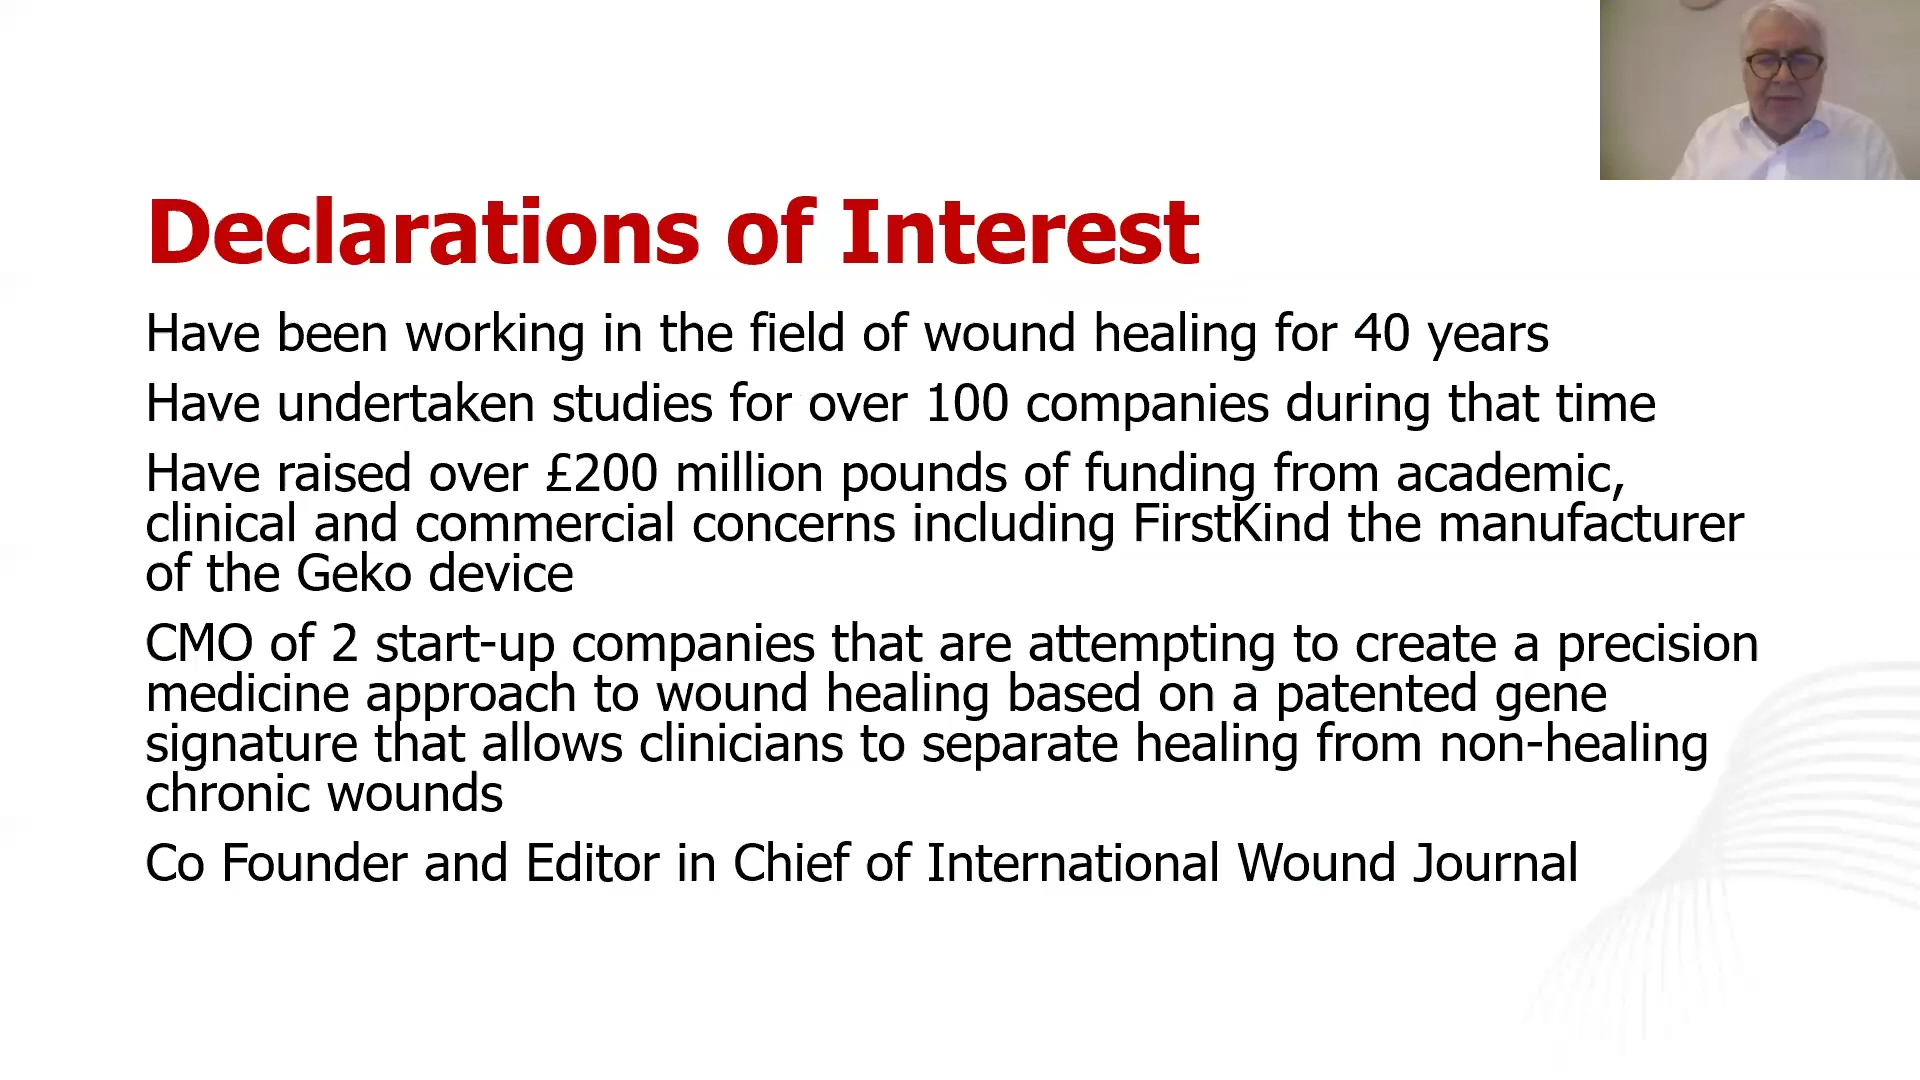 Declarations of Interest
Have been working in the field of wound healing for 40 years
Have undertaken studies for over 100 companies during that time
Have raised over £200 million pounds of funding from academic,
clinical and commercial concerns including FirstKind the manufacturer
of the Geko device
CMO of 2 start-up companies that are attempting to create a precision
medicine approach to wound healing based on a patented gene
signature that allows clinicians to separate healing from non-healing
chronic wounds
Co Founder and Editor in Chief of International Wound Journal